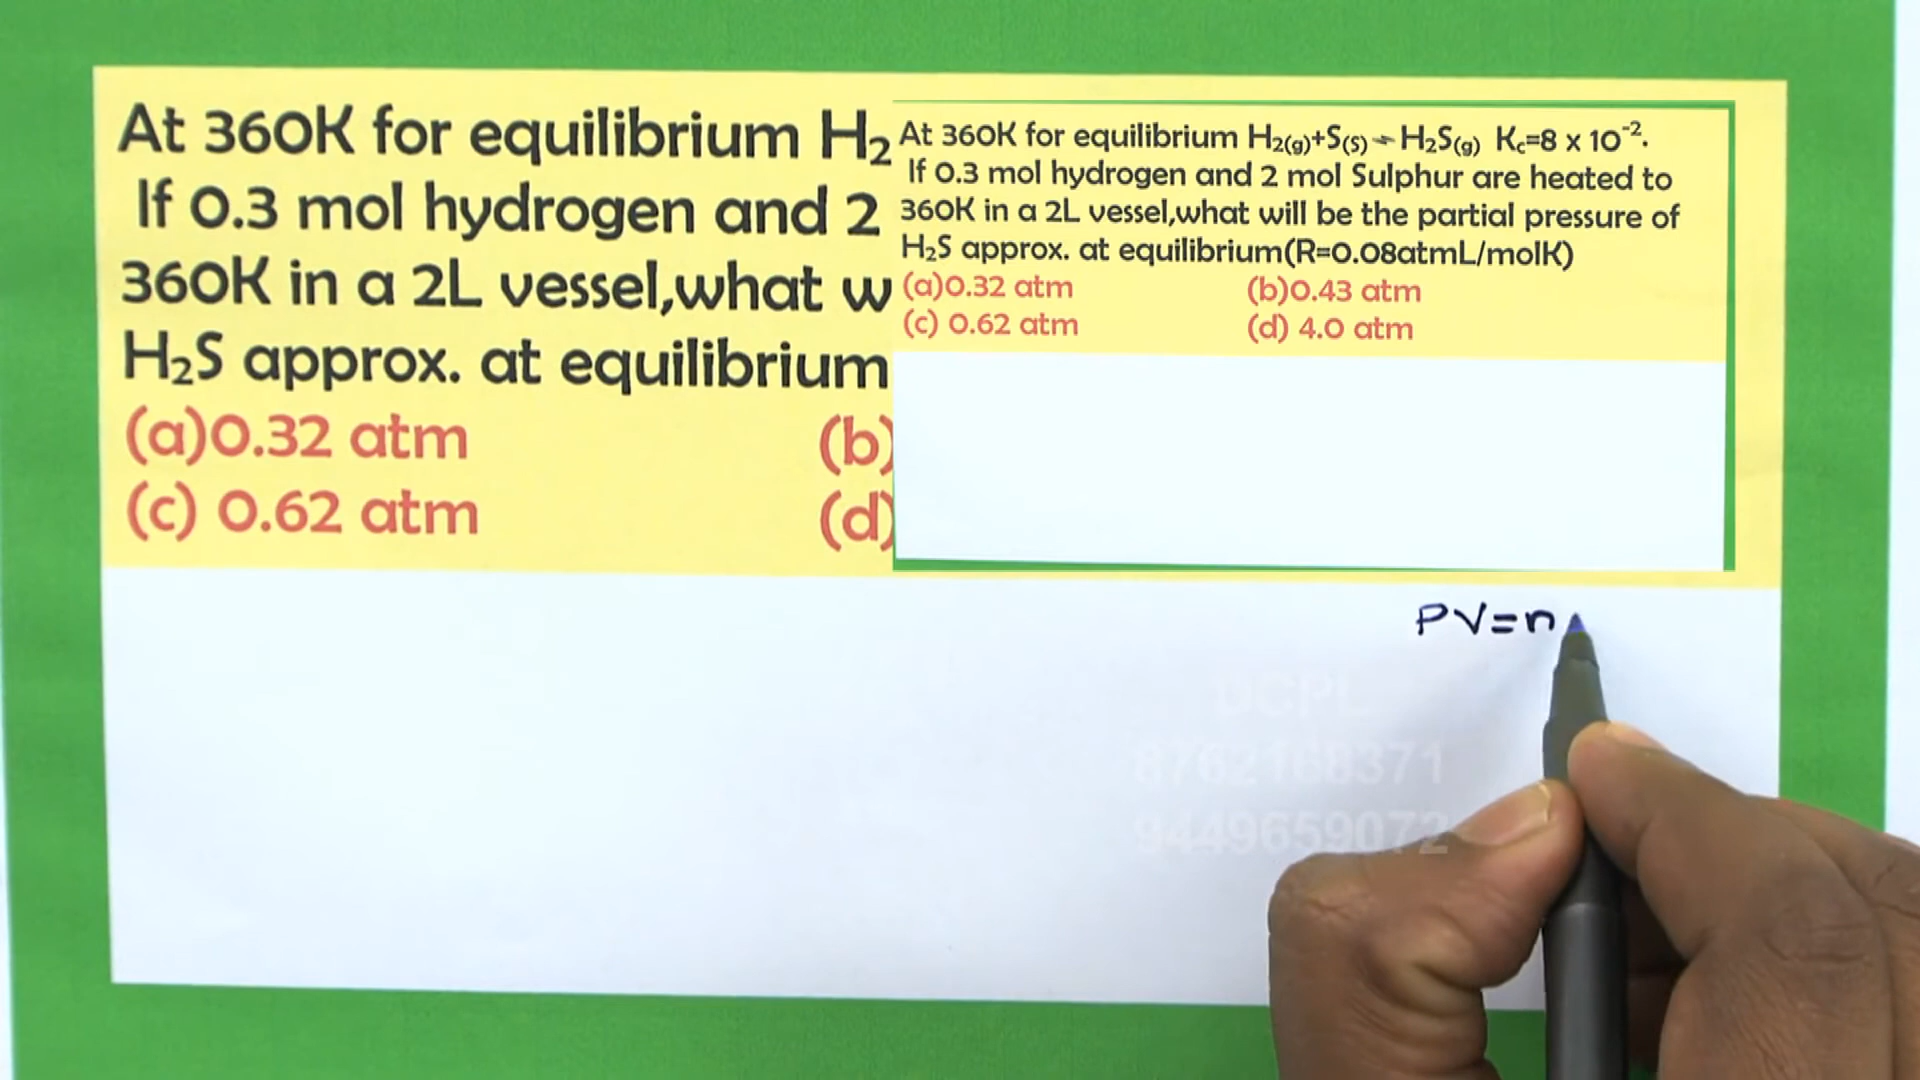 At 360K for equilibrium H₂
If 0.3 mol hydrogen and 2
360K in a 2L vessel,what w
H₂S approx. at equilibrium
(a)0.32 atm (b)
(c) 0.62 atm (d)
At 360K for equilibrium H₂(g)+S(s) ⇌ H₂S(g) Kc=8 x 10⁻².
If 0.3 mol hydrogen and 2 mol Sulphur are heated to
360K in a 2L vessel,what will be the partial pressure of
H₂S approx. at equilibrium(R=0.08atmL/molK)
(a)0.32 atm (b)0.43 atm
(c) 0.62 atm (d) 4.0 atm
PV=n
UCPL
8762168371
9449659072